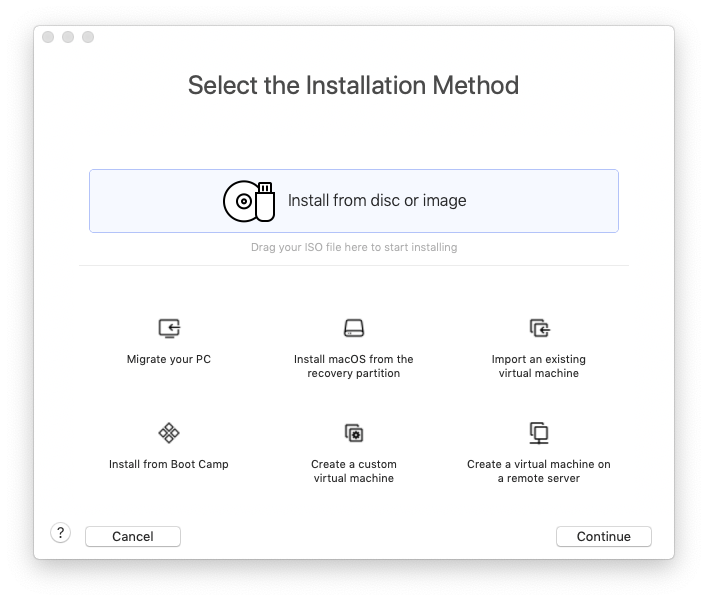 Select the Installation Method
Install from disc or image
Drag your ISO file here to start installing
Migrate your PC
Install macOS from the
recovery partition
Import an existing
virtual machine
Install from Boot Camp
Create a custom
virtual machine
Create a virtual machine on
a remote server
?
Cancel
Continue